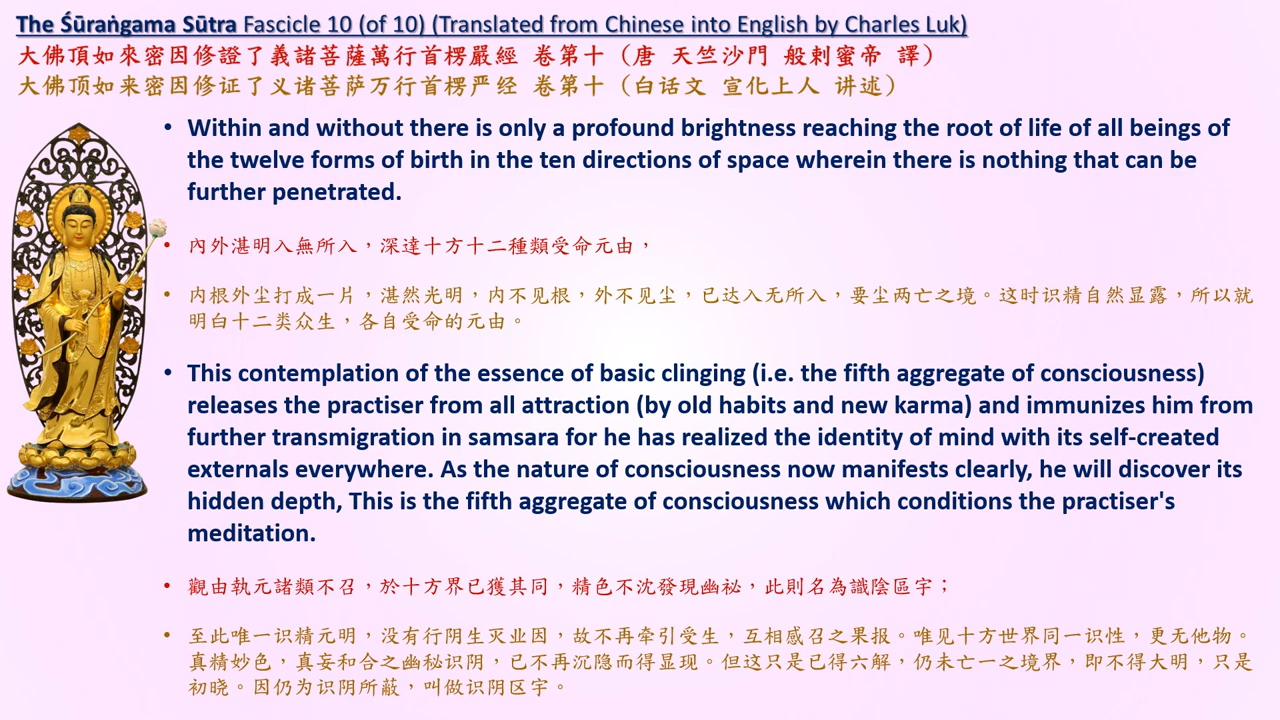 The Śūraṅgama Sūtra Fascicle 10 (of 10) (Translated from Chinese into English by Charles Luk)
大佛頂如來密因修證了義諸菩薩萬行首楞嚴經 卷第十 (唐 天竺沙門 般剌蜜帝 譯)
大佛顶如来密因修证了义诸菩萨万行首楞严经 卷第十 (白话文 宣化上人 讲述)
• Within and without there is only a profound brightness reaching the root of life of all beings of
the twelve forms of birth in the ten directions of space wherein there is nothing that can be
further penetrated.
• 內外湛明入無所入，深達十方十二種類受命元由，
• 内根外尘打成一片，湛然光明，内不见根，外不见尘，已达入无所入，要尘两亡之境。这时识精自然显露，所以就
明白十二类众生，各自受命的元由。
• This contemplation of the essence of basic clinging (i.e. the fifth aggregate of consciousness)
releases the practiser from all attraction (by old habits and new karma) and immunizes him from
further transmigration in samsara for he has realized the identity of mind with its self-created
externals everywhere. As the nature of consciousness now manifests clearly, he will discover its
hidden depth, This is the fifth aggregate of consciousness which conditions the practiser's
meditation.
• 觀由執元諸類不召，於十方界已獲其同，精色不沈發現幽祕，此則名為識陰區宇；
• 至此唯一识精元明，没有行阴生灭业因，故不再牵引受生，互相感召之果报。唯见十方世界同一识性，更无他物。
真精妙色，真妄和合之幽秘识阴，已不再沉隐而得显现。但这只是已得六解，仍未亡一之境界，即不得大明，只是
初晓。因仍为识阴所蔽，叫做识阴区宇。